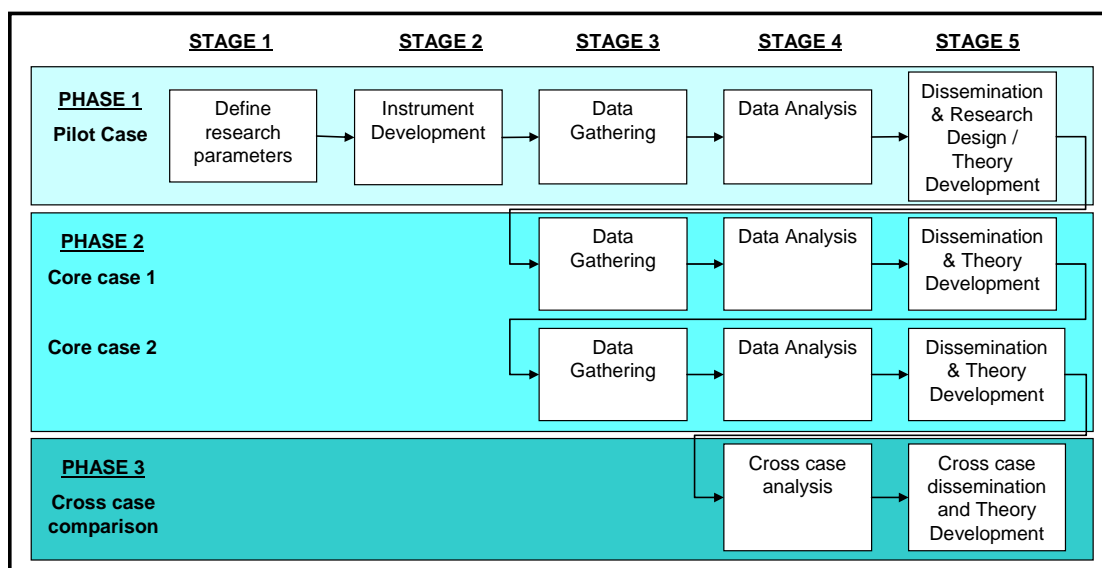 STAGE 1 STAGE 2 STAGE 3 STAGE 4 STAGE 5
PHASE 1
Pilot Case
Define
research
parameters
Instrument
Development
Data
Gathering
Data Analysis
Dissemination
& Research
Design /
Theory
Development
PHASE 2
Core case 1
Data
Gathering
Data Analysis
Dissemination
& Theory
Development
Core case 2
Data
Gathering
Data Analysis
Dissemination
& Theory
Development
PHASE 3
Cross case
comparison
Cross case
analysis
Cross case
dissemination
and Theory
Development